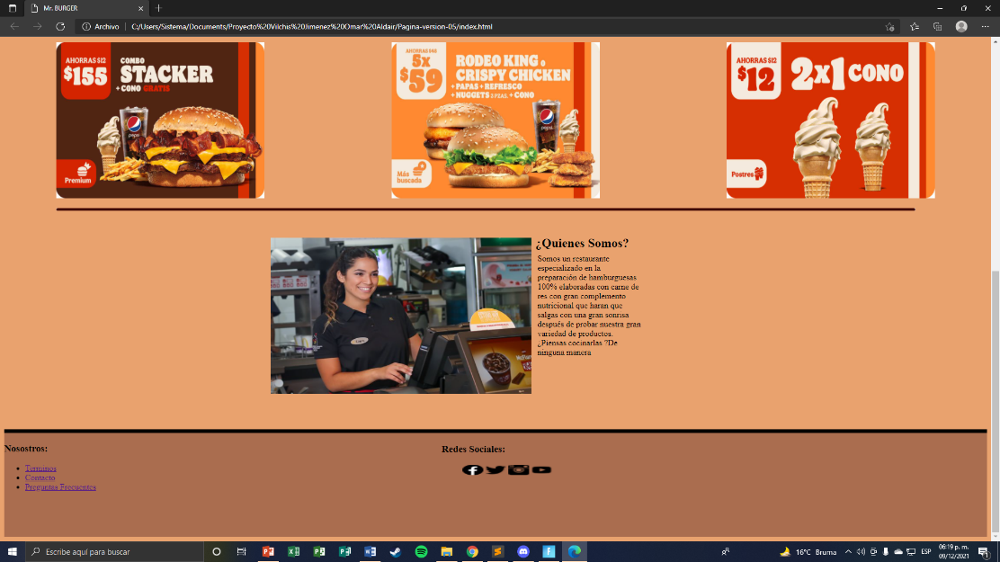 Mr. BURGER
Archivo
C:/Users/Sistema/Documents/Proyecto%20Vilchis%20Jimenez%20Omar%20Aldair/Pagina-version-05/index.html
AHORRAS $12
$155
COMBO
STACKER
+ CONO GRATIS
pepsi
Premium
AHORRAS $40
5x
$59
RODEO KING o
CRISPY CHICKEN
+ PAPAS + REFRESCO
+ NUGGETS 2 PZAS. + CONO
pepsi
Más
buscada
AHORRAS $12
$12
2x1 CONO
Postres
¿Quienes Somos?
Somos un restaurante
especializado en la
preparación de hamburguesas
100% elaboradas con carne de
res con gran complemento
nutricional que haran que
salgas con una gran sonrisa
después de probar nuestra gran
variedad de productos.
¿Piensas cocinarlas ?De
ninguna manera
Nosostros:
Terminos
Contacto
Preguntas Frecuentes
Redes Sociales:
Escribe aquí para buscar
16°C Bruma
ESP
06:19 p. m.
09/12/2021